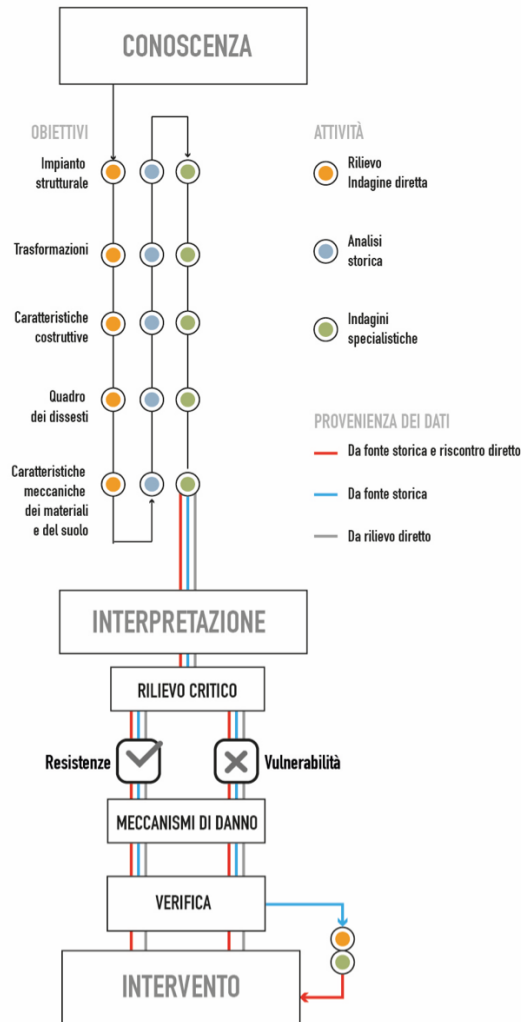 CONOSCENZA
OBIETTIVI
Impianto
strutturale
Trasformazioni
Caratteristiche
costruttive
Quadro
dei dissesti
Caratteristiche
meccaniche
dei materiali
e del suolo
ATTIVITÀ
Rilievo
Indagine diretta
Analisi
storica
Indagini
specialistiche
PROVENIENZA DEI DATI
Da fonte storica e riscontro diretto
Da fonte storica
Da rilievo diretto
INTERPRETAZIONE
RILIEVO CRITICO
Resistenze
Vulnerabilità
MECCANISMI DI DANNO
VERIFICA
INTERVENTO